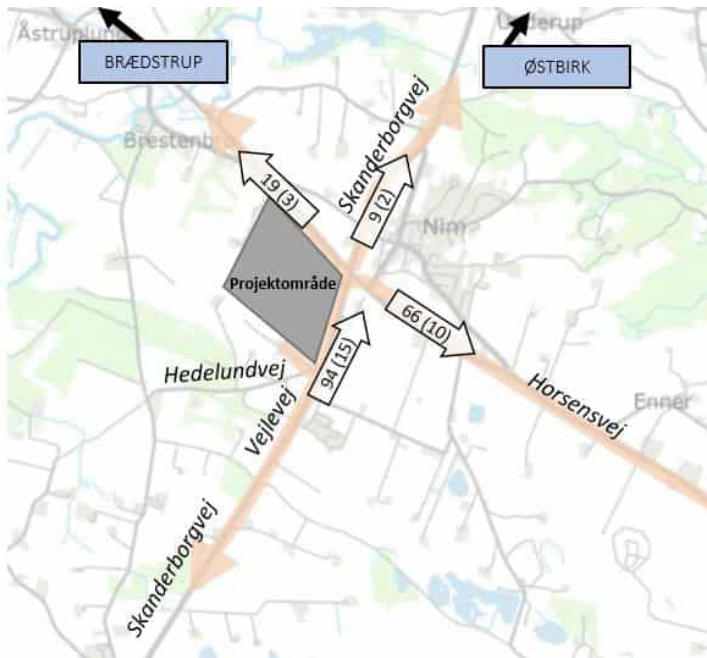 Åstruplund
Underup
BRÆDSTRUP
ØSTBIRK
Brestenbro
Skanderborgvej
19 (3)
9 (2)
Nim
Projektområde
66 (10)
94 (15)
Hedelundvej
Vejlevej
Horsensvej
Enner
Skanderborgvej